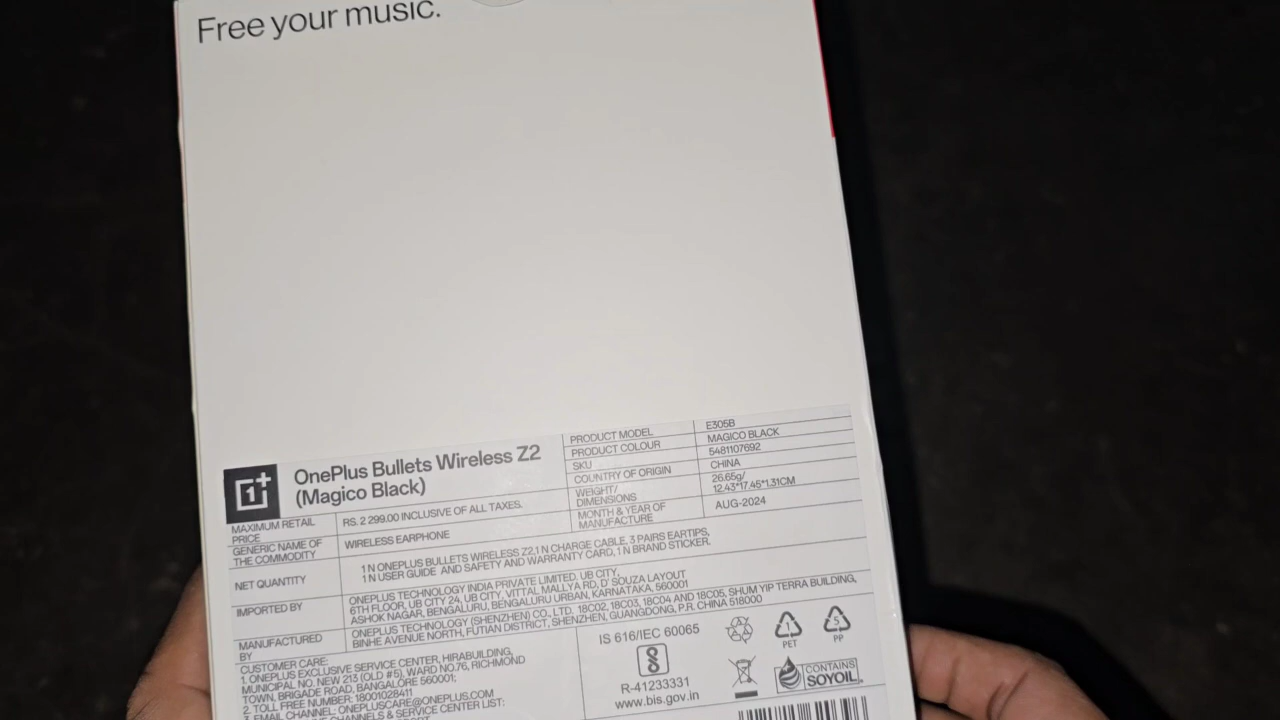 Free your music.
OnePlus Bullets Wireless Z2
(Magico Black)
PRODUCT MODEL E305B
PRODUCT COLOUR MAGICO BLACK
SKU 5481107692
COUNTRY OF ORIGIN CHINA
WEIGHT/
DIMENSIONS
26.65g/
12.43*17.45*1.31CM
MONTH & YEAR OF
MANUFACTURE
AUG-2024
MAXIMUM RETAIL
PRICE
RS. 2 299.00 INCLUSIVE OF ALL TAXES.
GENERIC NAME OF
THE COMMODITY
WIRELESS EARPHONE
NET QUANTITY
1 N ONEPLUS BULLETS WIRELESS Z2,1 N CHARGE CABLE, 3 PAIRS EARTIPS,
1 N USER GUIDE AND SAFETY AND WARRANTY CARD, 1 N BRAND STICKER.
IMPORTED BY
ONEPLUS TECHNOLOGY INDIA PRIVATE LIMITED. UB CITY,
6TH FLOOR, UB CITY 24, UB CITY, VITTAL MALLYA RD, D' SOUZA LAYOUT
ASHOK NAGAR, BENGALURU, BENGALURU URBAN, KARNATAKA, 560001
MANUFACTURED
BY
ONEPLUS TECHNOLOGY (SHENZHEN) CO., LTD. 18C02, 18C03, 18C04 AND 18C05, SHUM YIP TERRA BUILDING,
BINHE AVENUE NORTH, FUTIAN DISTRICT, SHENZHEN, GUANGDONG, P.R. CHINA 518000
CUSTOMER CARE:
1. ONEPLUS EXCLUSIVE SERVICE CENTER, HIRABUILDING,
MUNICIPAL NO. NEW 213 (OLD #5), WARD NO.76, RICHMOND
TOWN, BRIGADE ROAD, BANGALORE 560001;
2. TOLL FREE NUMBER: 18001028411
3. EMAIL CHANNEL: ONEPLUSCARE@ONEPLUS.COM
CHANNELS & SERVICE CENTER LIST:
IS 616/IEC 60065
R-41233331
www.bis.gov.in
1
PET
5
PP
CONTAINS
SOYOIL